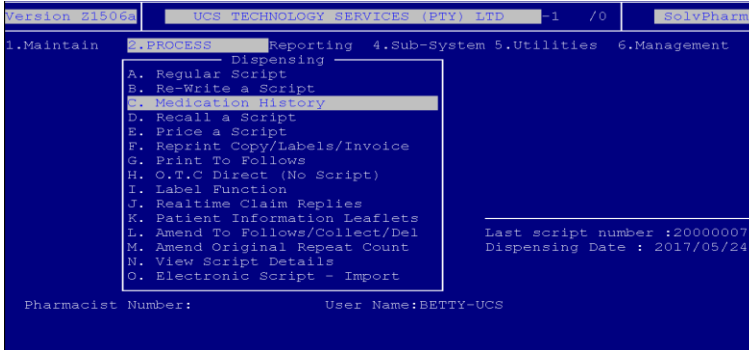 Version Z1506a UCS TECHNOLOGY SERVICES (PTY) LTD -1 /0 SolvPharm
1.Maintain 2.PROCESS Reporting 4.Sub-System 5.Utilities 6.Management
Dispensing
A. Regular Script
B. Re-Write a Script
C. Medication History
D. Recall a Script
E. Price a Script
F. Reprint Copy/Labels/Invoice
G. Print To Follows
H. O.T.C Direct (No Script)
I. Label Function
J. Realtime Claim Replies
K. Patient Information Leaflets
L. Amend To Follows/Collect/Del
M. Amend Original Repeat Count
N. View Script Details
O. Electronic Script - Import
Last script number :20000007
Dispensing Date : 2017/05/24
Pharmacist Number: User Name:BETTY-UCS